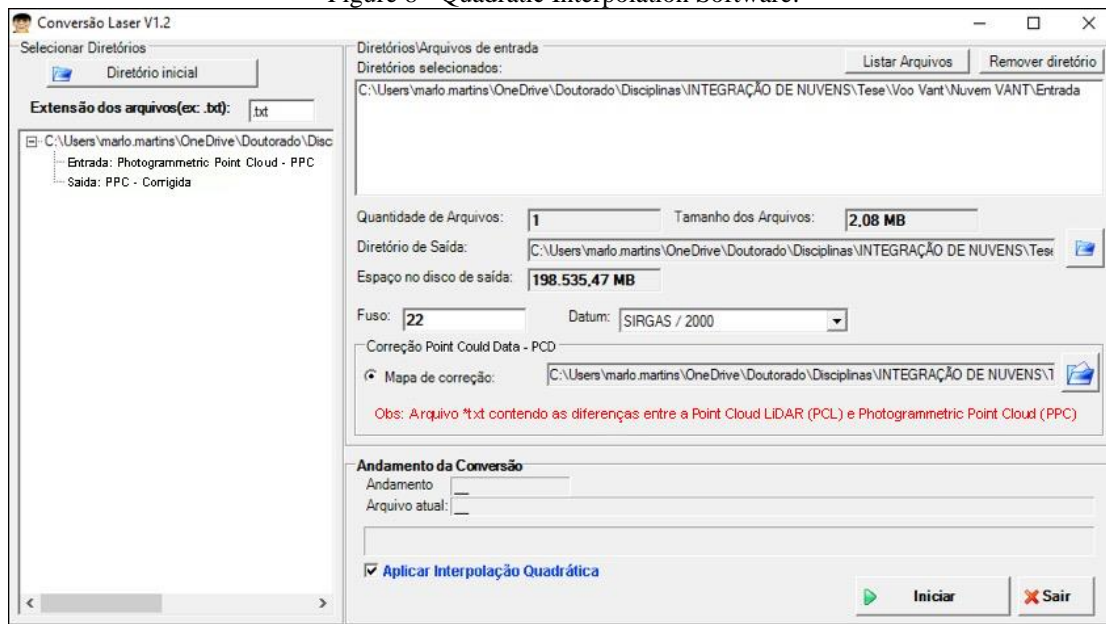 Figure 8 - Quadratic Interpolation Software.
Conversão Laser V1.2
Selecionar Diretórios
Diretório inicial
Extensão dos arquivos(ex: .txt):
.txt
C:\Users\marlo.martins\OneDrive\Doutorado\Disc
Entrada: Photogrammetric Point Cloud - PPC
Saida: PPC - Corrigida
Diretórios\Arquivos de entrada
Listar Arquivos
Remover diretório
Diretórios selecionados:
C:\Users\marlo.martins\OneDrive\Doutorado\Disciplinas\INTEGRAÇÃO DE NUVENS\Tese\Voo Vant\Nuvem VANT\Entrada
Quantidade de Arquivos: 1 Tamanho dos Arquivos: 2,08 MB
Diretório de Saída: C:\Users\marlo.martins\OneDrive\Doutorado\Disciplinas\INTEGRAÇÃO DE NUVENS\Tese
Espaço no disco de saída: 198.535,47 MB
Fuso: 22 Datum: SIRGAS / 2000
Correção Point Could Data - PCD
Mapa de correção: C:\Users\marlo.martins\OneDrive\Doutorado\Disciplinas\INTEGRAÇÃO DE NUVENS\T
Obs: Arquivo *txt contendo as diferenças entre a Point Cloud LiDAR (PCL) e Photogrammetric Point Cloud (PPC)
Andamento da Conversão
Andamento __
Arquivo atual: __
Aplicar Interpolação Quadrática
Iniciar
Sair